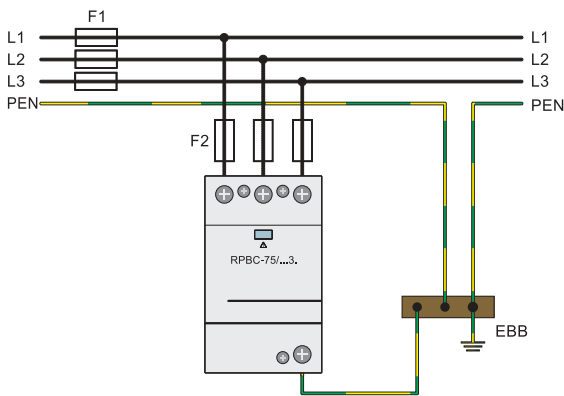 F1
L1 L1
L2 L2
L3 L3
PEN PEN
F2
RPBC-75/...3.
EBB